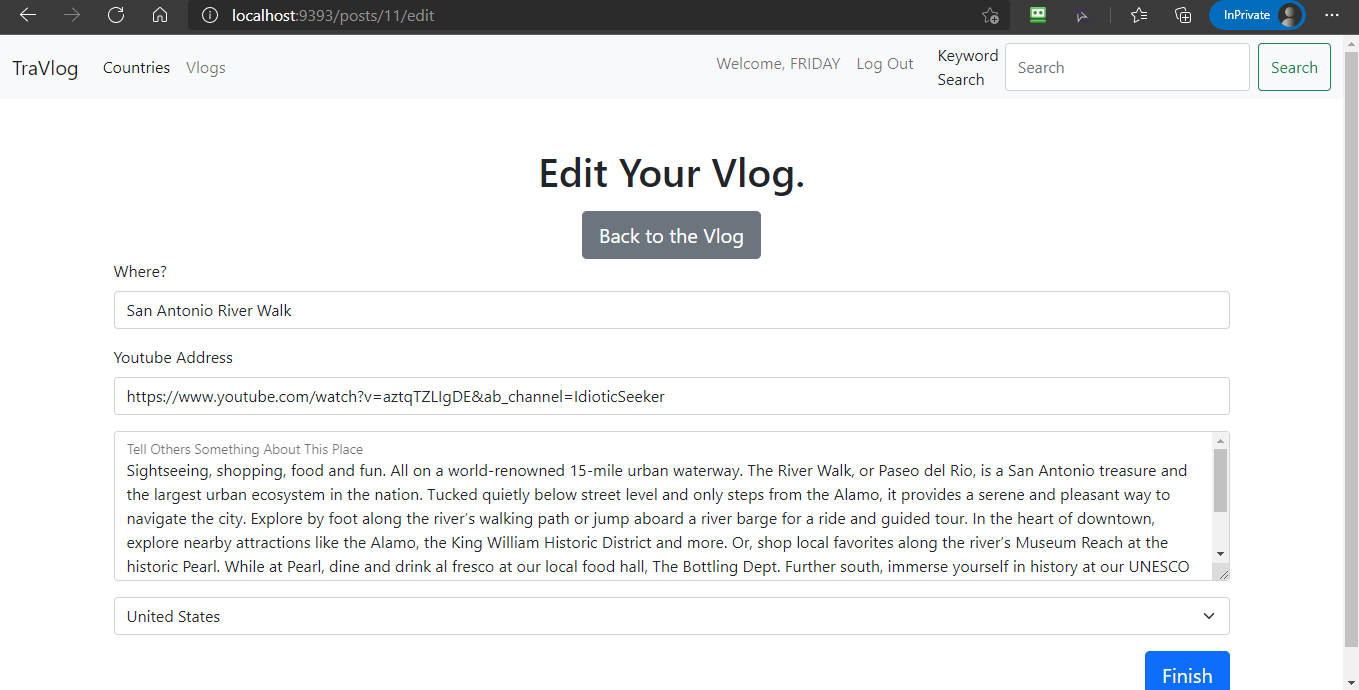 localhost:9393/posts/11/edit
InPrivate
TraVlog Countries Vlogs Welcome, FRIDAY Log Out Keyword Search Search Search
Edit Your Vlog.
Back to the Vlog
Where?
San Antonio River Walk
Youtube Address
https://www.youtube.com/watch?v=aztqTZLIgDE&ab_channel=IdioticSeeker
Tell Others Something About This Place
Sightseeing, shopping, food and fun. All on a world-renowned 15-mile urban waterway. The River Walk, or Paseo del Rio, is a San Antonio treasure and
the largest urban ecosystem in the nation. Tucked quietly below street level and only steps from the Alamo, it provides a serene and pleasant way to
navigate the city. Explore by foot along the river's walking path or jump aboard a river barge for a ride and guided tour. In the heart of downtown,
explore nearby attractions like the Alamo, the King William Historic District and more. Or, shop local favorites along the river's Museum Reach at the
historic Pearl. While at Pearl, dine and drink al fresco at our local food hall, The Bottling Dept. Further south, immerse yourself in history at our UNESCO
United States
Finish